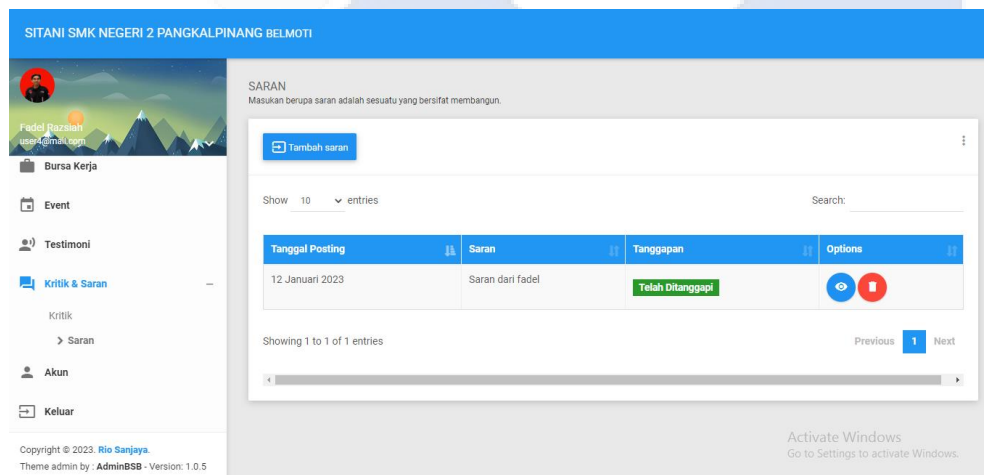 SITANI SMK NEGERI 2 PANGKALPINANG BELMOTI
Fadel Razsiah
user4@mail.com
Bursa Kerja
Event
Testimoni
Kritik & Saran
Kritik
Saran
Akun
Keluar
Copyright © 2023. Rio Sanjaya.
Theme admin by : AdminBSB - Version: 1.0.5
SARAN
Masukan berupa saran adalah sesuatu yang bersifat membangun.
Tambah saran
Show 10 entries
Search:
Tanggal Posting Saran Tanggapan Options
12 Januari 2023 Saran dari fadel Telah Ditanggapi
Showing 1 to 1 of 1 entries
Previous 1 Next
Activate Windows
Go to Settings to activate Windows.